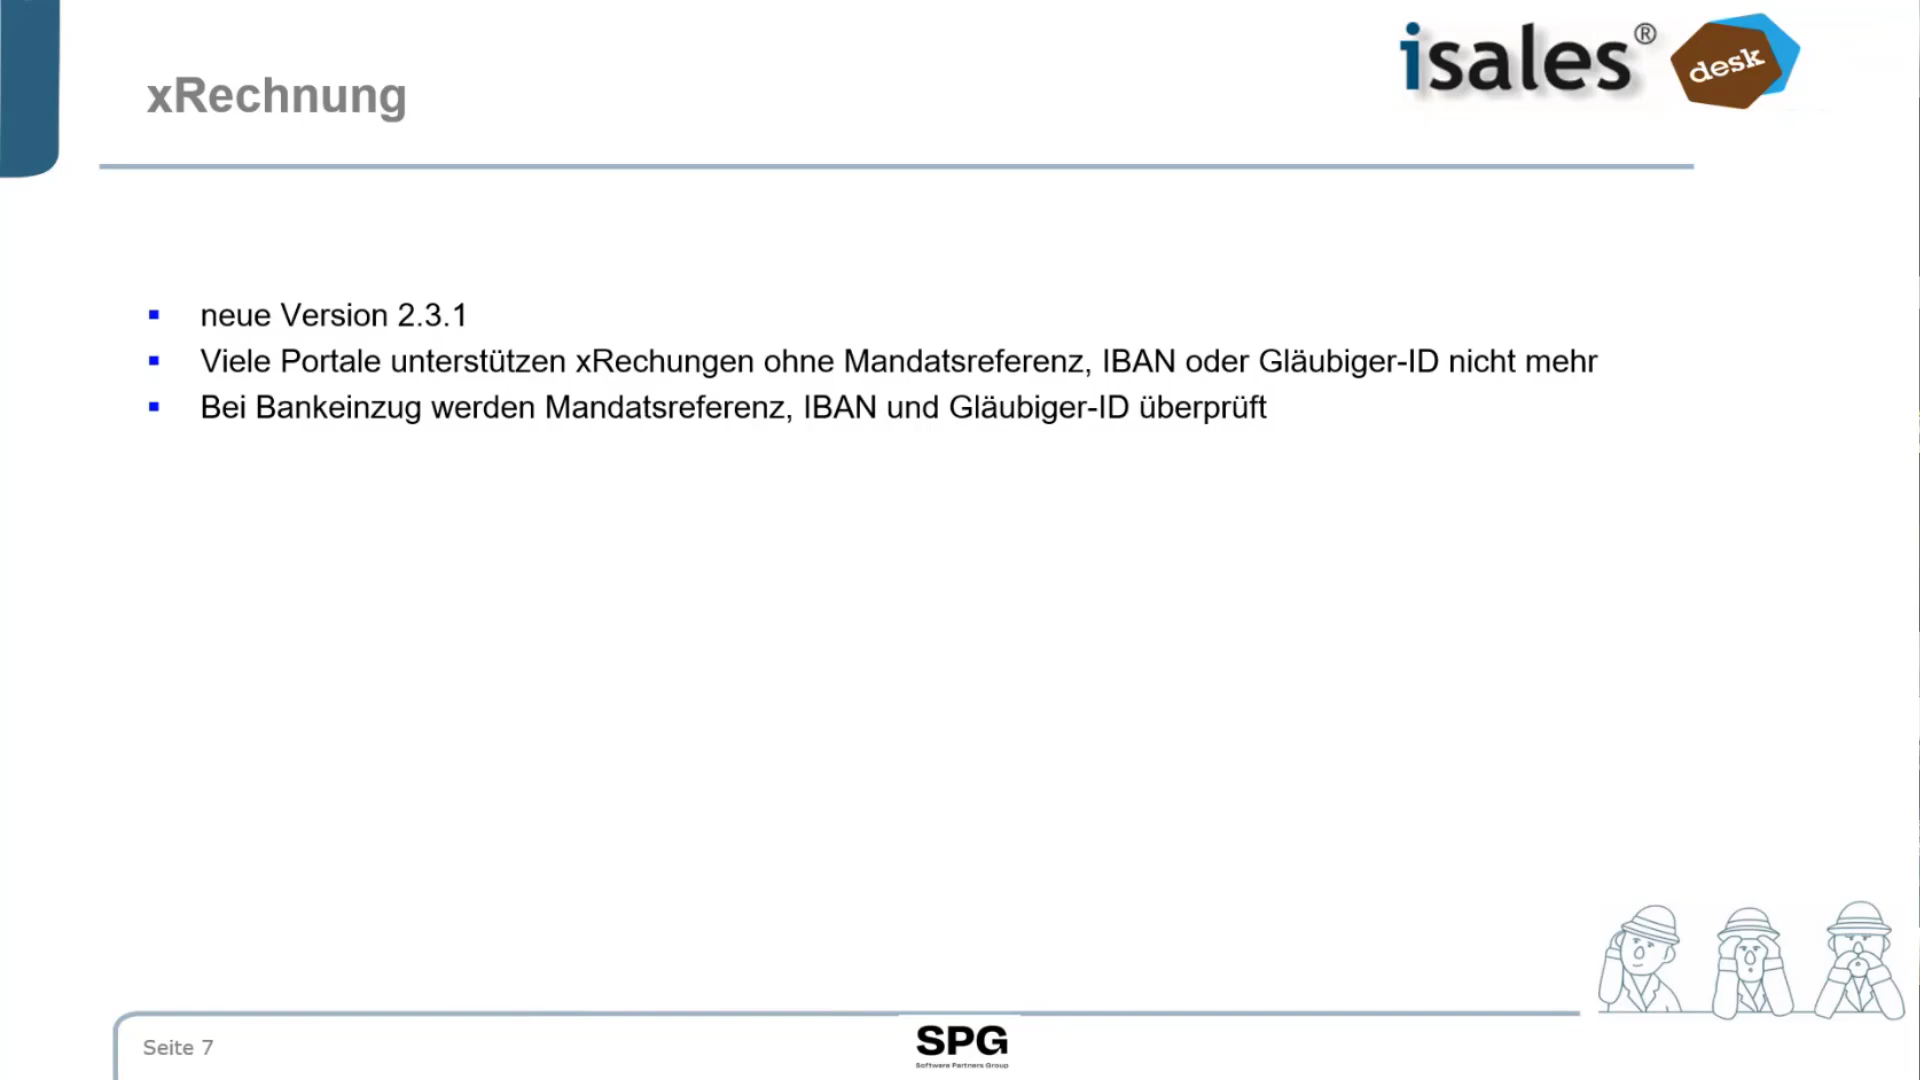 isales® desk
xRechnung
neue Version 2.3.1
Viele Portale unterstützen xRechungen ohne Mandatsreferenz, IBAN oder Gläubiger-ID nicht mehr
Bei Bankeinzug werden Mandatsreferenz, IBAN und Gläubiger-ID überprüft
Seite 7
SPG
Software Partners Group